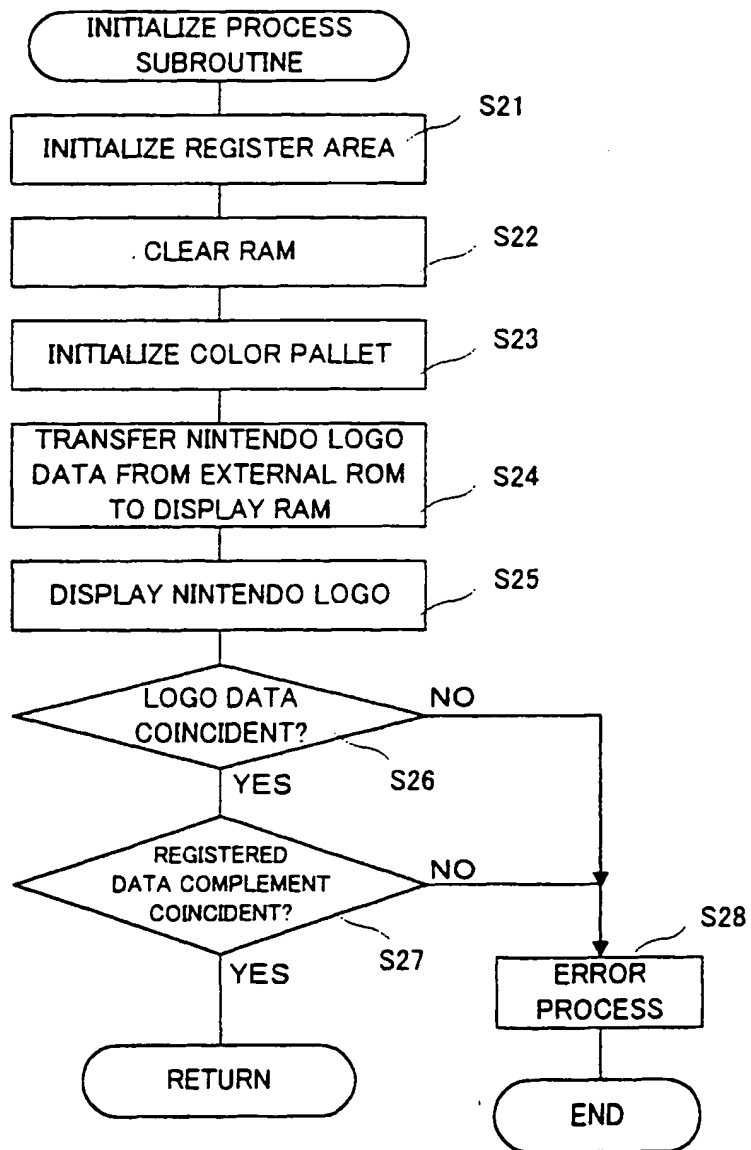 INITIALIZE PROCESS
SUBROUTINE
S21
INITIALIZE REGISTER AREA
S22
CLEAR RAM
S23
INITIALIZE COLOR PALLET
TRANSFER NINTENDO LOGO
DATA FROM EXTERNAL ROM
TO DISPLAY RAM
S24
S25
DISPLAY NINTENDO LOGO
LOGO DATA
COINCIDENT?
NO
S26
YES
REGISTERED
DATA COMPLEMENT
COINCIDENT?
NO
S27
YES
S28
ERROR
PROCESS
RETURN
END